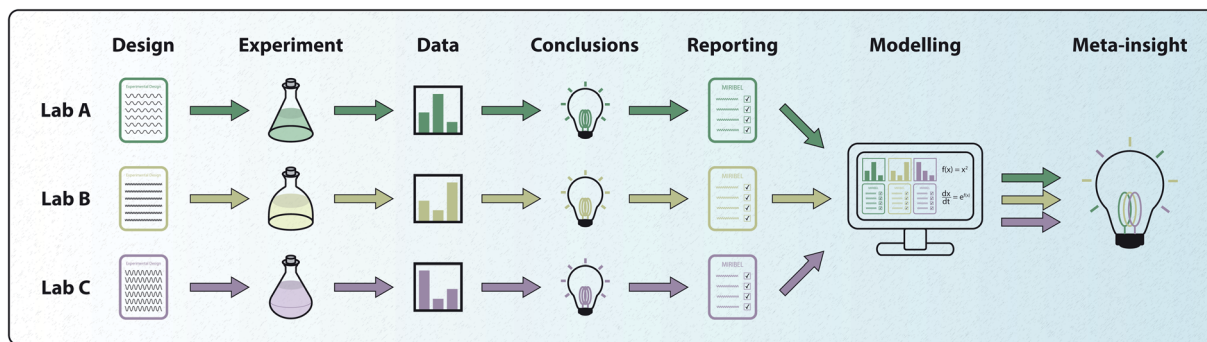 Design Experiment Data Conclusions Reporting Modelling Meta-insight
Lab A
Experimental Design
MIRIBEL
Lab B
Experimental Design
MIRIBEL
f(x) = x²
dx/dt = e^f(x)
Lab C
Experimental Design
MIRIBEL